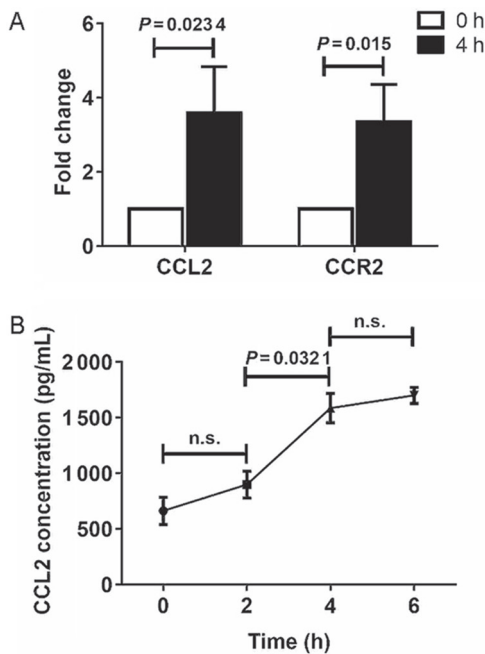 A
P=0.0234
P=0.015
0 h
4 h
Fold change
6
4
2
0
CCL2
CCR2
B
CCL2 concentration (pg/mL)
n.s.
P=0.0321
n.s.
2 000
1 500
1 000
500
0
0
2
4
6
Time (h)